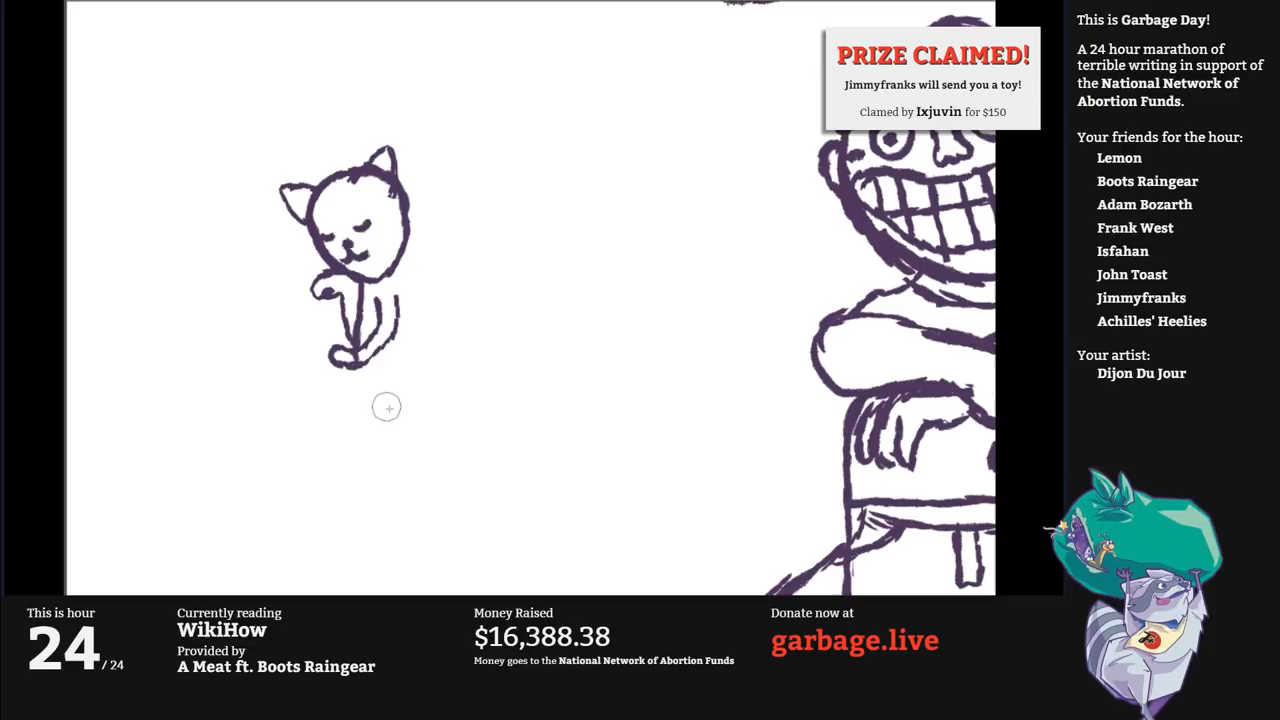 PRIZE CLAIMED!
Jimmyfranks will send you a toy!
Clamed by Ixjuvin for $150
This is Garbage Day!
A 24 hour marathon of
terrible writing in support of
the National Network of
Abortion Funds.
Your friends for the hour:
Lemon
Boots Raingear
Adam Bozarth
Frank West
Isfahan
John Toast
Jimmyfranks
Achilles' Heelies
Your artist:
Dijon Du Jour
This is hour
24 / 24
Currently reading
WikiHow
Provided by
A Meat ft. Boots Raingear
Money Raised
$16,388.38
Money goes to the National Network of Abortion Funds
Donate now at
garbage.live